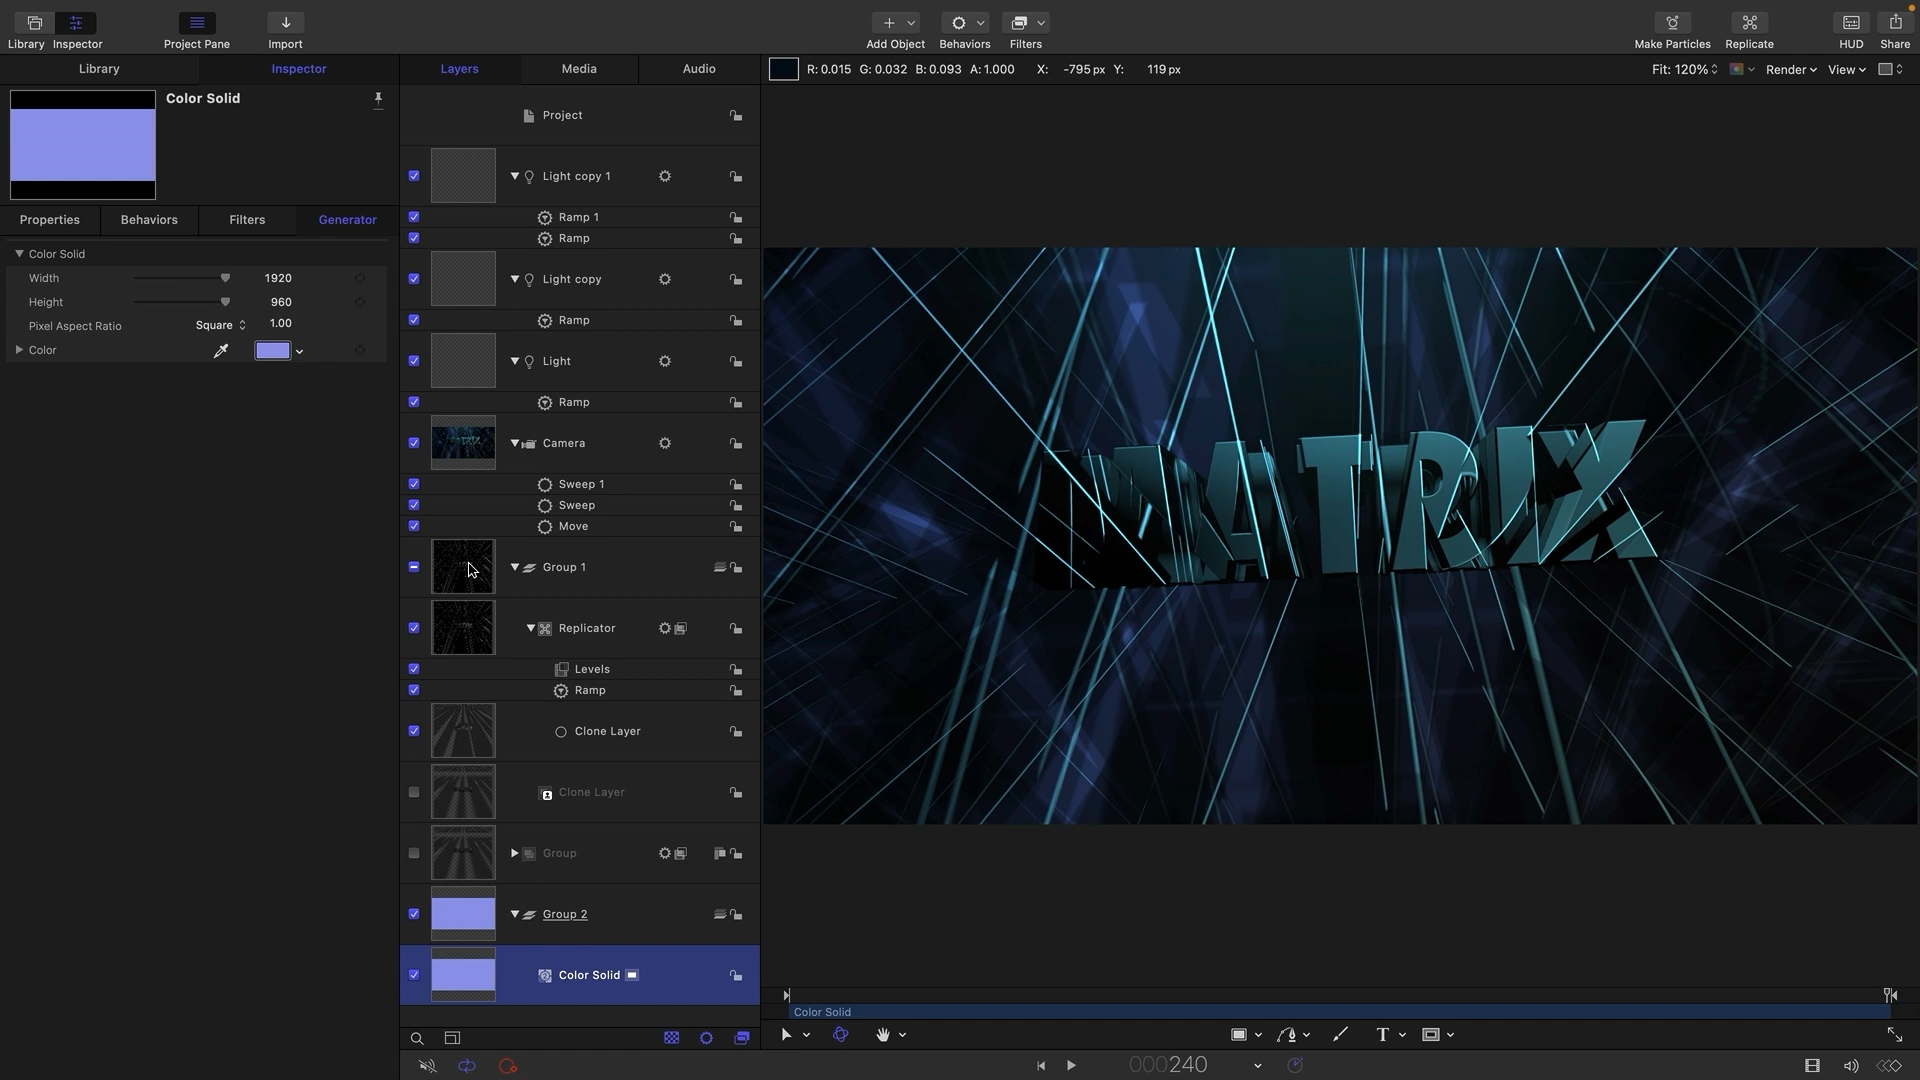 Library Inspector Project Pane Import Add Object Behaviors Filters Make Particles Replicate HUD Share
Library Inspector Layers Media Audio R: 0.015 G: 0.032 B: 0.093 A: 1.000 X: -795 px Y: 119 px Fit: 120% Render View
Color Solid
Project
Light copy 1
Properties Behaviors Filters Generator
Ramp 1
Ramp
Color Solid
Width 1920
Light copy
Height 960
Pixel Aspect Ratio Square 1.00
Ramp
Color
Light
Ramp
Camera
Sweep 1
Sweep
Move
Group 1
Replicator
Levels
Ramp
Clone Layer
Clone Layer
Group
Group 2
Color Solid
MATRIX
Color Solid
T
000240